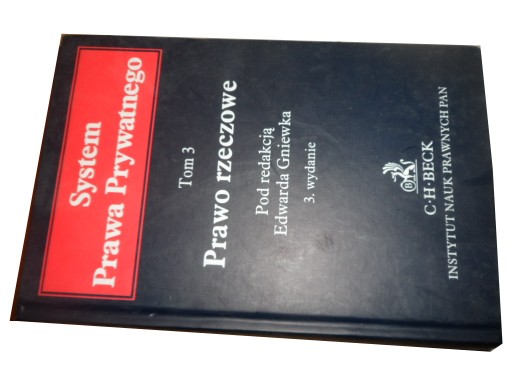 System
Prawa Prywatnego
Tom 3
Prawo rzeczowe
Pod redakcją
Edwarda Gniewka
3. wydanie
C·H·BECK
INSTYTUT NAUK PRAWNYCH PAN